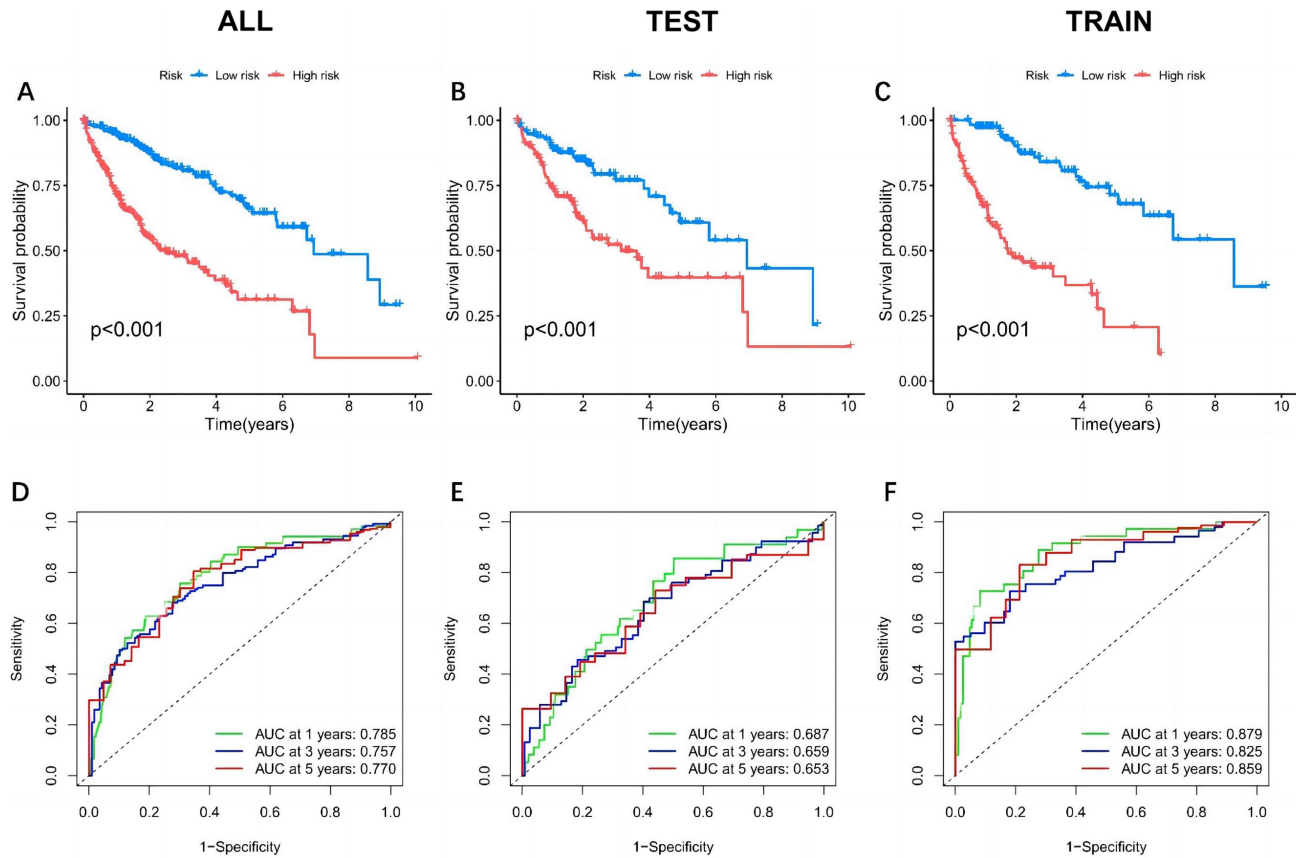 ALL
TEST
TRAIN
Risk Low risk High risk
Risk Low risk High risk
Risk Low risk High risk
A
B
C
Survival probability
1.00
0.75
0.50
0.25
0.00
p<0.001
0 2 4 6 8 10
Time(years)
Survival probability
1.00
0.75
0.50
0.25
0.00
p<0.001
0 2 4 6 8 10
Time(years)
Survival probability
1.00
0.75
0.50
0.25
0.00
p<0.001
0 2 4 6 8 10
Time(years)
D
E
F
Sensitivity
1.0
0.8
0.6
0.4
0.2
0.0
AUC at 1 years: 0.785
AUC at 3 years: 0.757
AUC at 5 years: 0.770
0.0 0.2 0.4 0.6 0.8 1.0
1−Specificity
Sensitivity
1.0
0.8
0.6
0.4
0.2
0.0
AUC at 1 years: 0.687
AUC at 3 years: 0.659
AUC at 5 years: 0.653
0.0 0.2 0.4 0.6 0.8 1.0
1−Specificity
Sensitivity
1.0
0.8
0.6
0.4
0.2
0.0
AUC at 1 years: 0.879
AUC at 3 years: 0.825
AUC at 5 years: 0.859
0.0 0.2 0.4 0.6 0.8 1.0
1−Specificity